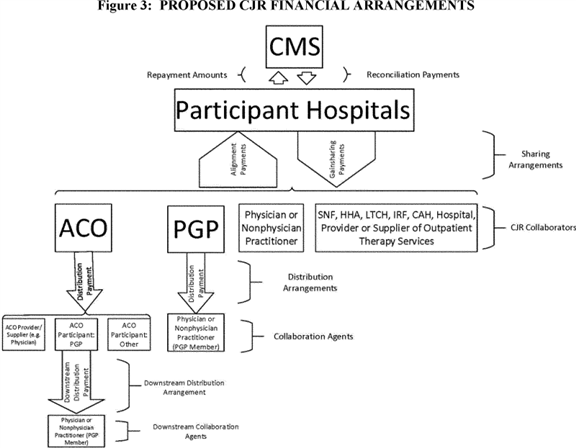 Figure 3: PROPOSED CJR FINANCIAL ARRANGEMENTS
CMS
Repayment Amounts
Reconciliation Payments
Participant Hospitals
Alignment
Payments
Gainsharing
Payments
Sharing
Arrangements
ACO
PGP
Physician or
Nonphysician
Practitioner
SNF, HHA, LTCH, IRF, CAH, Hospital,
Provider or Supplier of Outpatient
Therapy Services
CJR Collaborators
Distribution
Payment
Distribution
Payment
Distribution
Arrangements
ACO Provider/
Supplier (e.g.
Physician)
ACO
Participant:
PGP
ACO
Participant:
Other
Physician or
Nonphysician
Practitioner
(PGP Member)
Collaboration Agents
Downstream
Distribution
Payment
Downstream Distribution
Arrangement
Physician or
Nonphysician
Practitioner (PGP
Member)
Downstream Collaboration
Agents